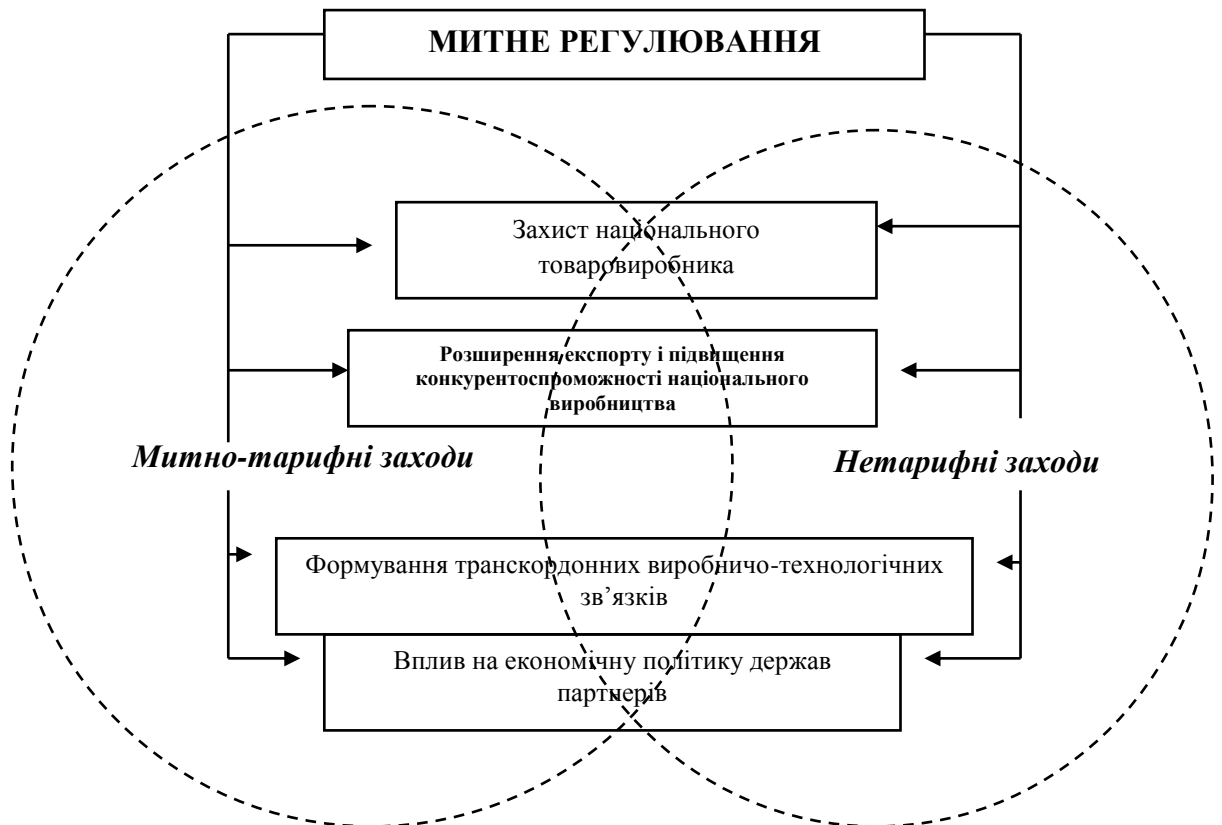 МИТНЕ РЕГУЛЮВАННЯ
Захист національного
товаровиробника
Розширення експорту і підвищення
конкурентоспроможності національного
виробництва
Митно-тарифні заходи
Нетарифні заходи
Формування транскордонних виробничо-технологічних
зв’язків
Вплив на економічну політику держав
партнерів